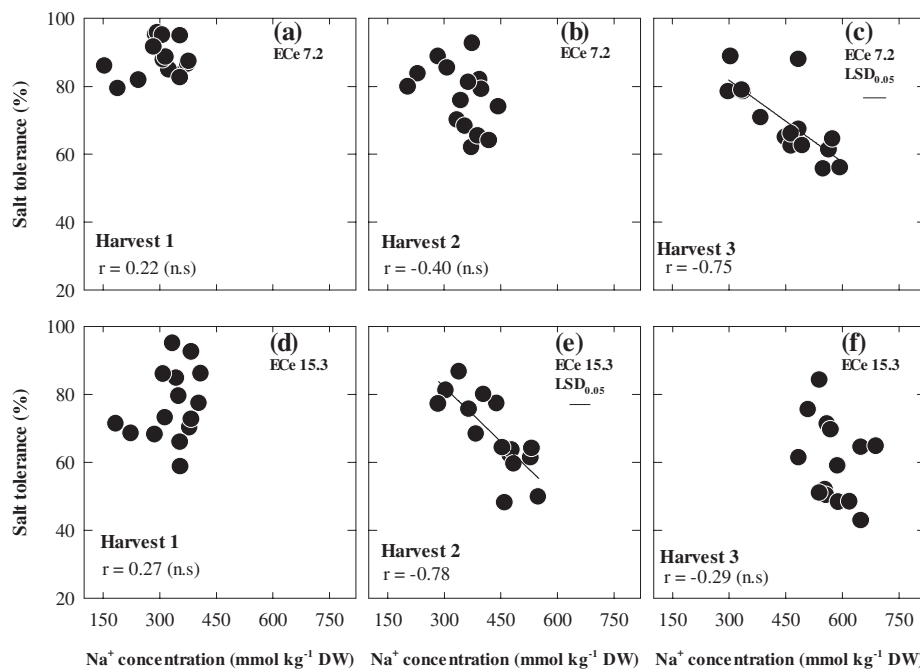 100
80
60
40
20
Salt tolerance (%)
(a)
ECe 7.2
Harvest 1
r = 0.22 (n.s)
(b)
ECe 7.2
Harvest 2
r = -0.40 (n.s)
(c)
ECe 7.2
LSD0.05
Harvest 3
r = -0.75
100
80
60
40
20
Salt tolerance (%)
(d)
ECe 15.3
Harvest 1
r = 0.27 (n.s)
(e)
ECe 15.3
LSD0.05
Harvest 2
r = -0.78
(f)
ECe 15.3
Harvest 3
r = -0.29 (n.s)
150 300 450 600 150 300 450 600 150 300 450 600
Na+ concentration (mmol kg-1 DW) Na+ concentration (mmol kg-1 DW) Na+ concentration (mmol kg-1 DW)